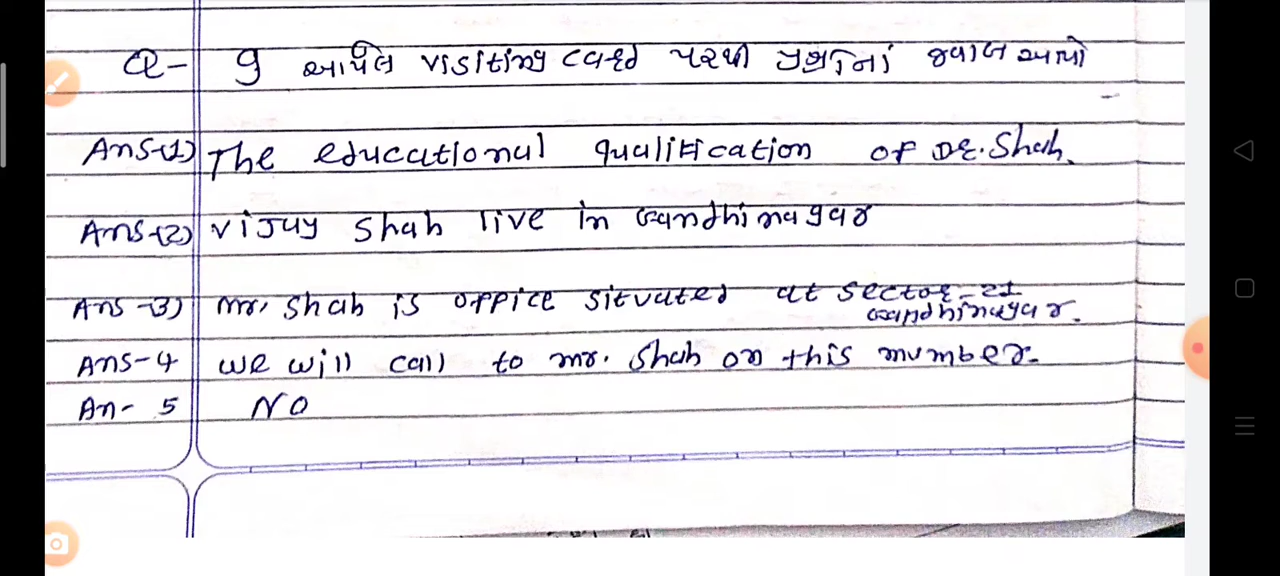 Q- 9 આપેલ visiting card પરથી પ્રશ્નોનાં જવાબ આપો
Ans-(1) The educational qualification of DR. Shah.
Ans-(2) Vijay Shah live in Gandhinagar
Ans-(3) Mr. Shah is office situated at Sector-21
Gandhinagar.
Ans-4 we will call to mr. Shah on this number.
An- 5 NO